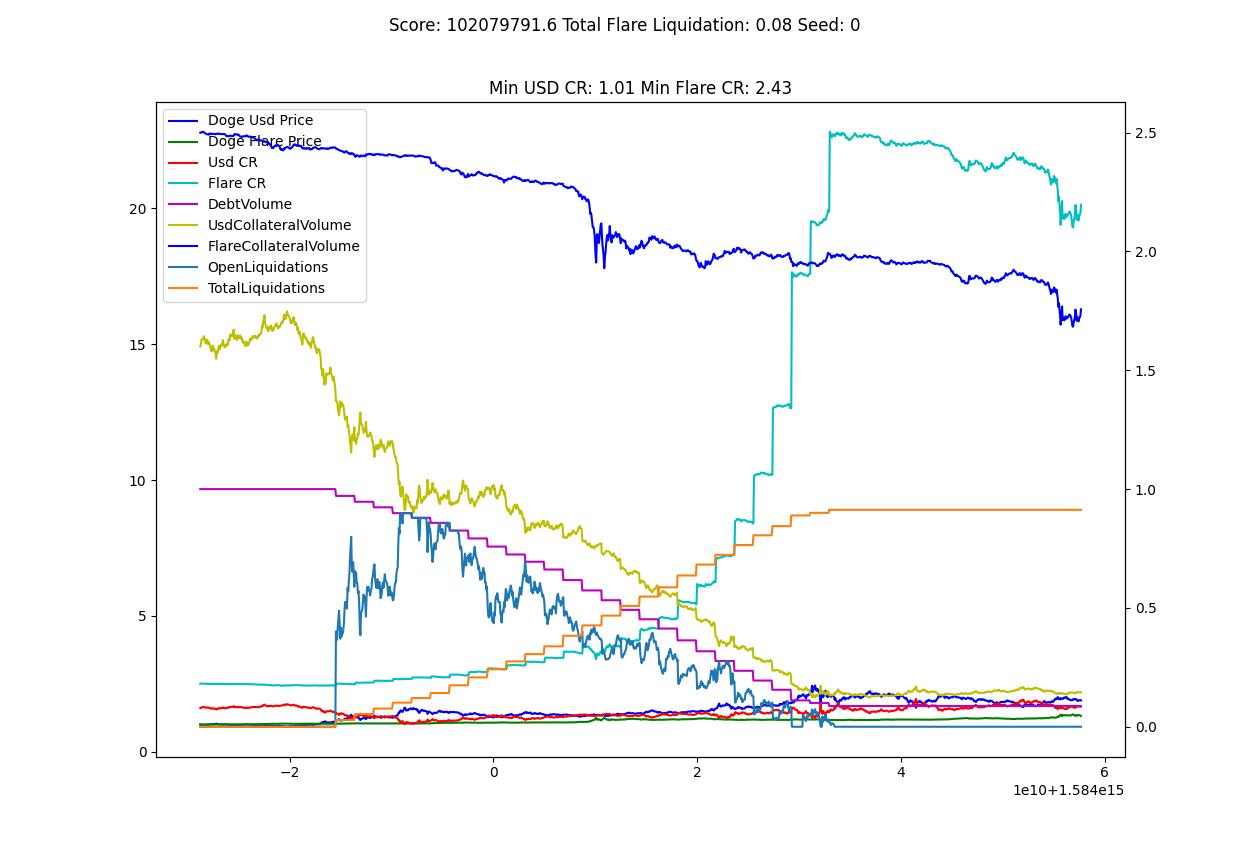 Score: 102079791.6 Total Flare Liquidation: 0.08 Seed: 0
Min USD CR: 1.01 Min Flare CR: 2.43
Doge Usd Price
Doge Flare Price
Usd CR
Flare CR
DebtVolume
UsdCollateralVolume
FlareCollateralVolume
OpenLiquidations
TotalLiquidations
20
15
10
5
0
2.5
2.0
1.5
1.0
0.5
0.0
−2
0
2
4
6
1e10+1.584e15